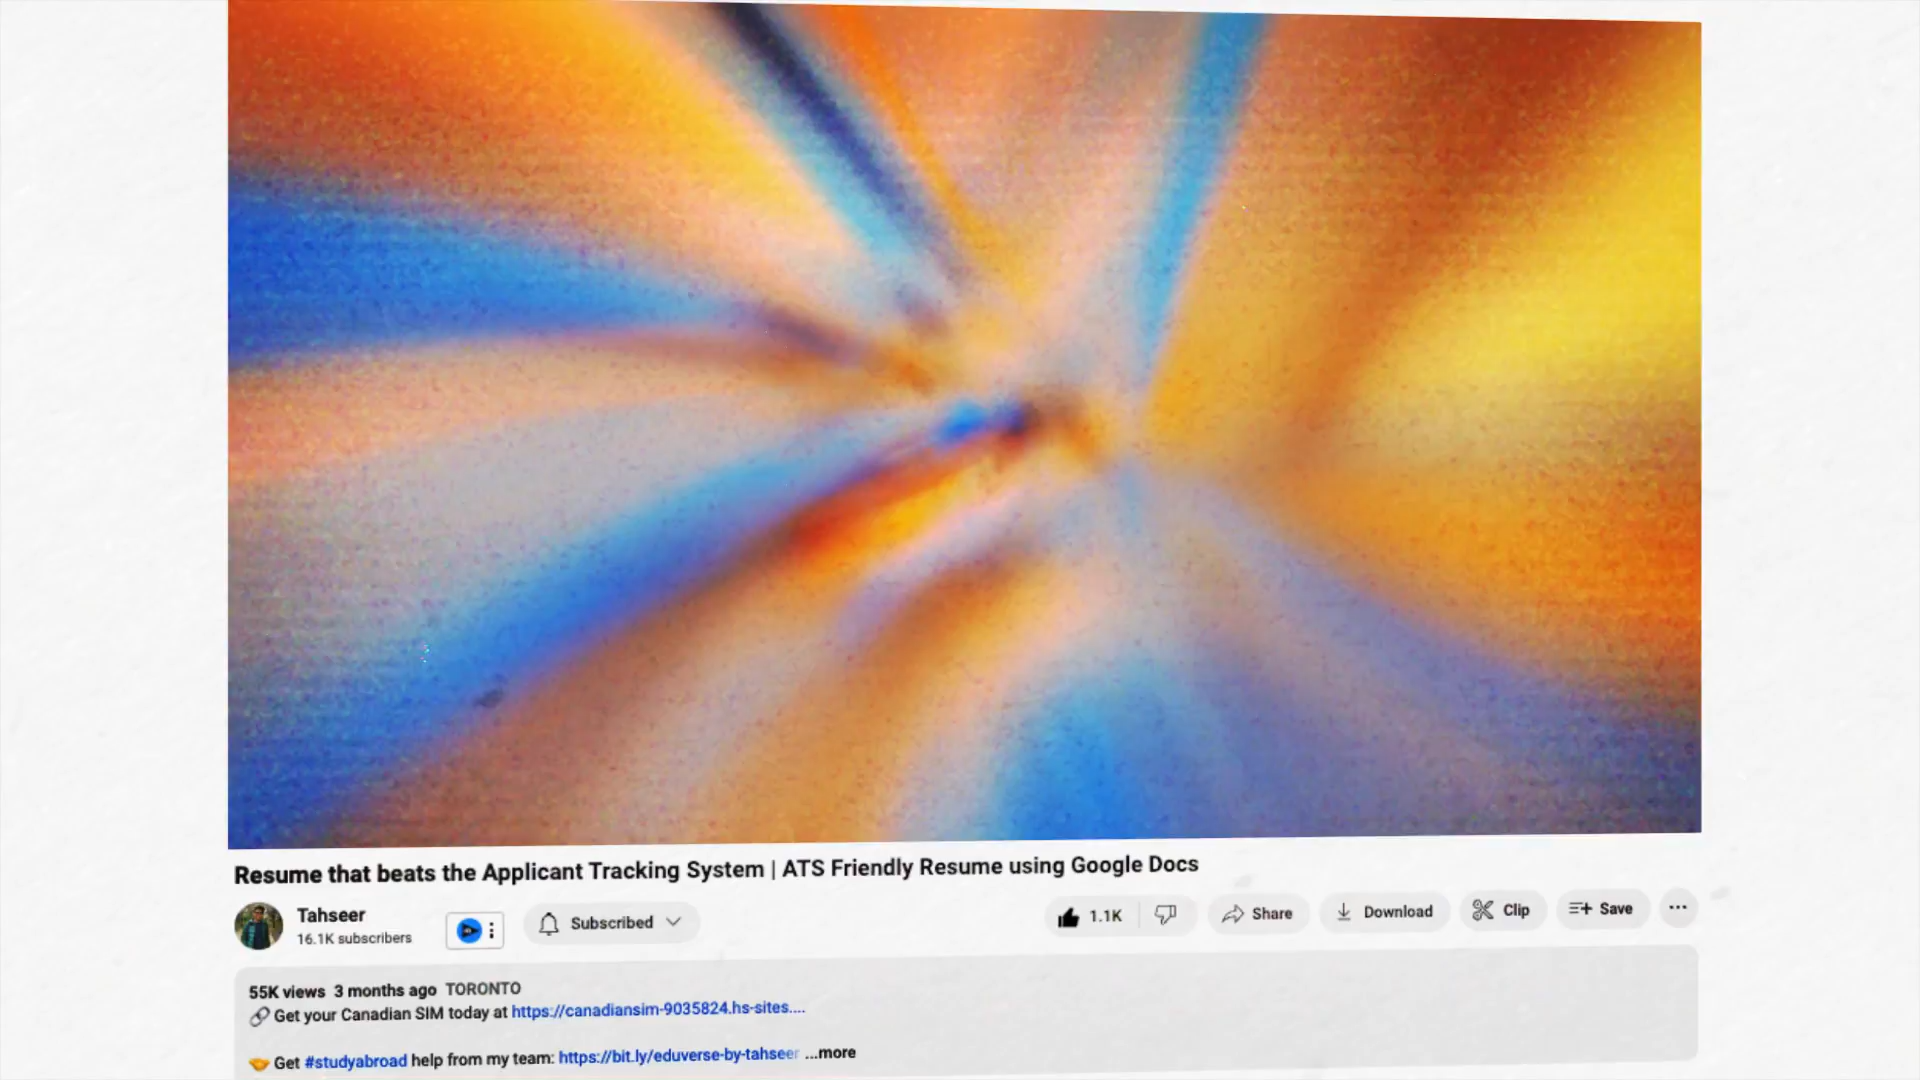 Resume that beats the Applicant Tracking System | ATS Friendly Resume using Google Docs
Tahseer
16.1K subscribers
Subscribed
1.1K
Share
Download
Clip
Save
55K views 3 months ago TORONTO
Get your Canadian SIM today at https://canadiansim-9035824.hs-sites....
Get #studyabroad help from my team: https://bit.ly/eduverse-by-tahseer ...more